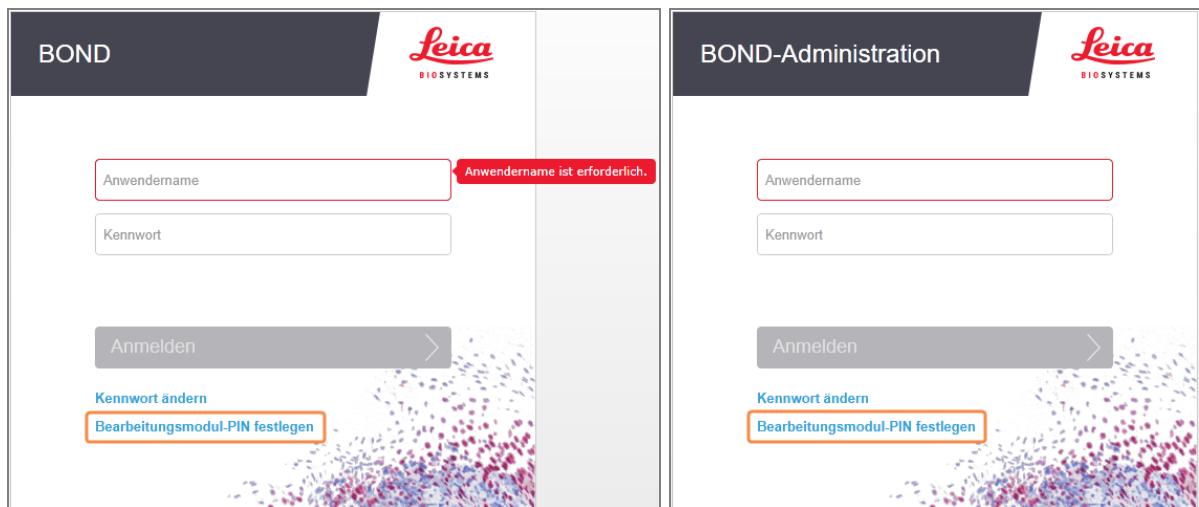 BOND
Leica
BIOSYSTEMS
Anwendername
Anwendername ist erforderlich.
Kennwort
Anmelden
Kennwort ändern
Bearbeitungsmodul-PIN festlegen
BOND-Administration
Leica
BIOSYSTEMS
Anwendername
Kennwort
Anmelden
Kennwort ändern
Bearbeitungsmodul-PIN festlegen